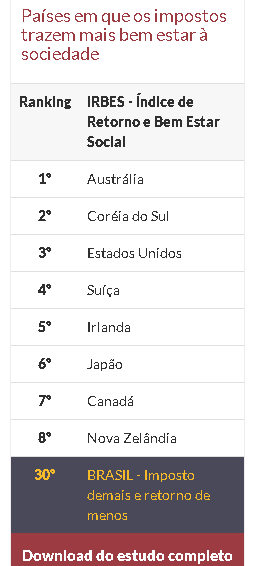 Países em que os impostos
trazem mais bem estar à
sociedade
Ranking IRBES - Índice de
Retorno e Bem Estar
Social
1° Austrália
2° Coréia do Sul
3° Estados Unidos
4° Suíça
5° Irlanda
6° Japão
7° Canadá
8° Nova Zelândia
30° BRASIL - Imposto
demais e retorno de
menos
Download do estudo completo